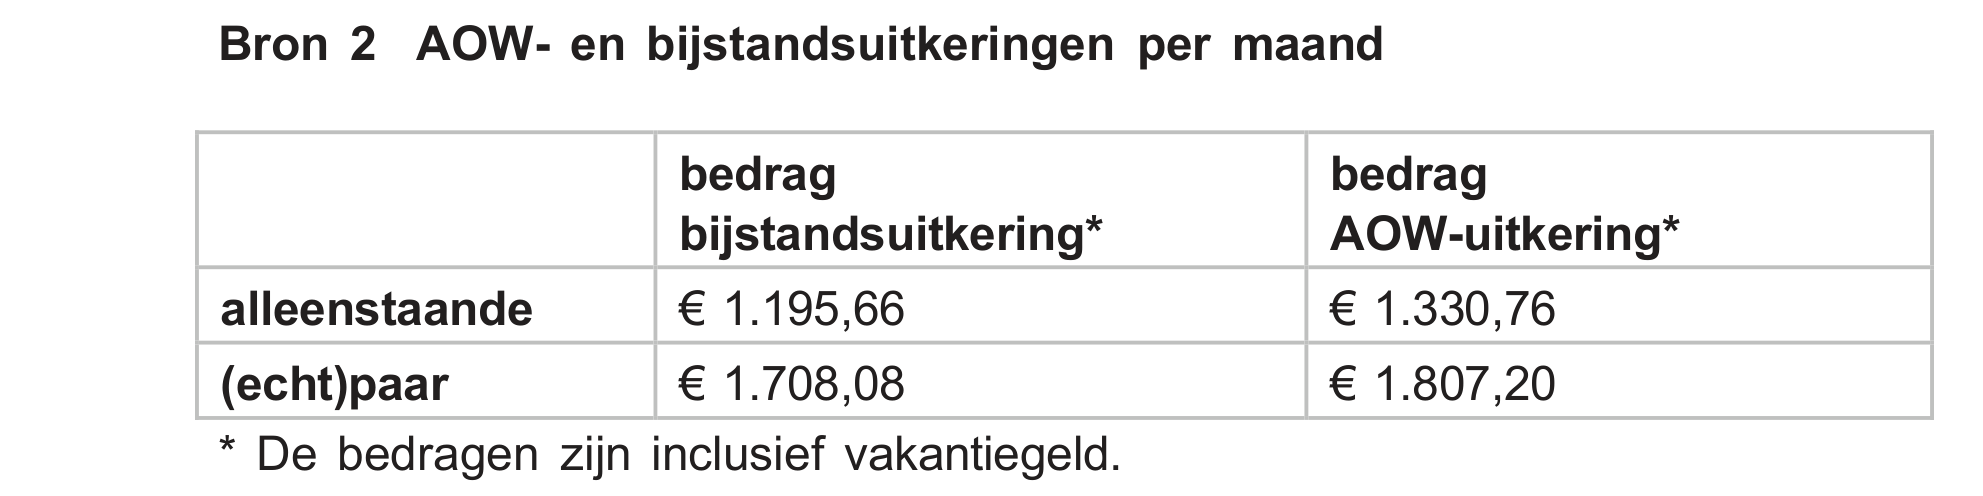 Bron 2 AOW- en bijstandsuitkeringen per maand
bedrag bedrag
bijstandsuitkering* AOW-uitkering*
alleenstaande € 1.195,66 € 1.330,76
(echt)paar € 1.708,08 € 1.807,20
* De bedragen zijn inclusief vakantiegeld.